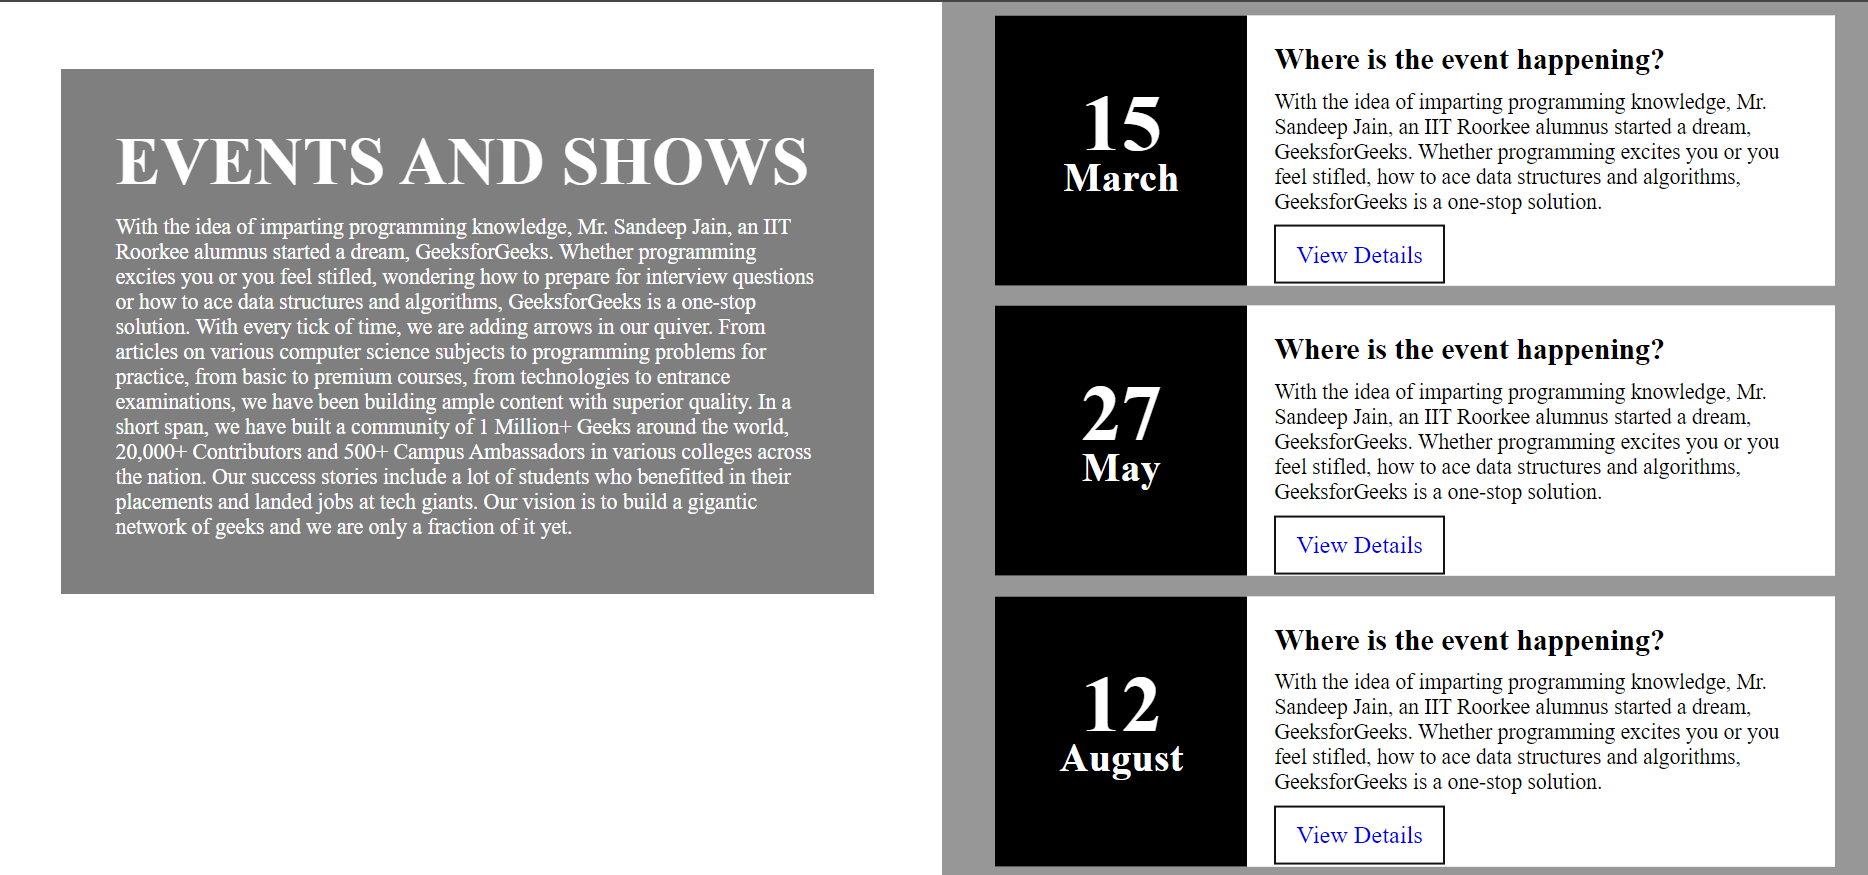 EVENTS AND SHOWS
With the idea of imparting programming knowledge, Mr. Sandeep Jain, an IIT
Roorkee alumnus started a dream, GeeksforGeeks. Whether programming
excites you or you feel stifled, wondering how to prepare for interview questions
or how to ace data structures and algorithms, GeeksforGeeks is a one-stop
solution. With every tick of time, we are adding arrows in our quiver. From
articles on various computer science subjects to programming problems for
practice, from basic to premium courses, from technologies to entrance
examinations, we have been building ample content with superior quality. In a
short span, we have built a community of 1 Million+ Geeks around the world,
20,000+ Contributors and 500+ Campus Ambassadors in various colleges across
the nation. Our success stories include a lot of students who benefitted in their
placements and landed jobs at tech giants. Our vision is to build a gigantic
network of geeks and we are only a fraction of it yet.
15
March
Where is the event happening?
With the idea of imparting programming knowledge, Mr.
Sandeep Jain, an IIT Roorkee alumnus started a dream,
GeeksforGeeks. Whether programming excites you or you
feel stifled, how to ace data structures and algorithms,
GeeksforGeeks is a one-stop solution.
View Details
27
May
Where is the event happening?
With the idea of imparting programming knowledge, Mr.
Sandeep Jain, an IIT Roorkee alumnus started a dream,
GeeksforGeeks. Whether programming excites you or you
feel stifled, how to ace data structures and algorithms,
GeeksforGeeks is a one-stop solution.
View Details
12
August
Where is the event happening?
With the idea of imparting programming knowledge, Mr.
Sandeep Jain, an IIT Roorkee alumnus started a dream,
GeeksforGeeks. Whether programming excites you or you
feel stifled, how to ace data structures and algorithms,
GeeksforGeeks is a one-stop solution.
View Details